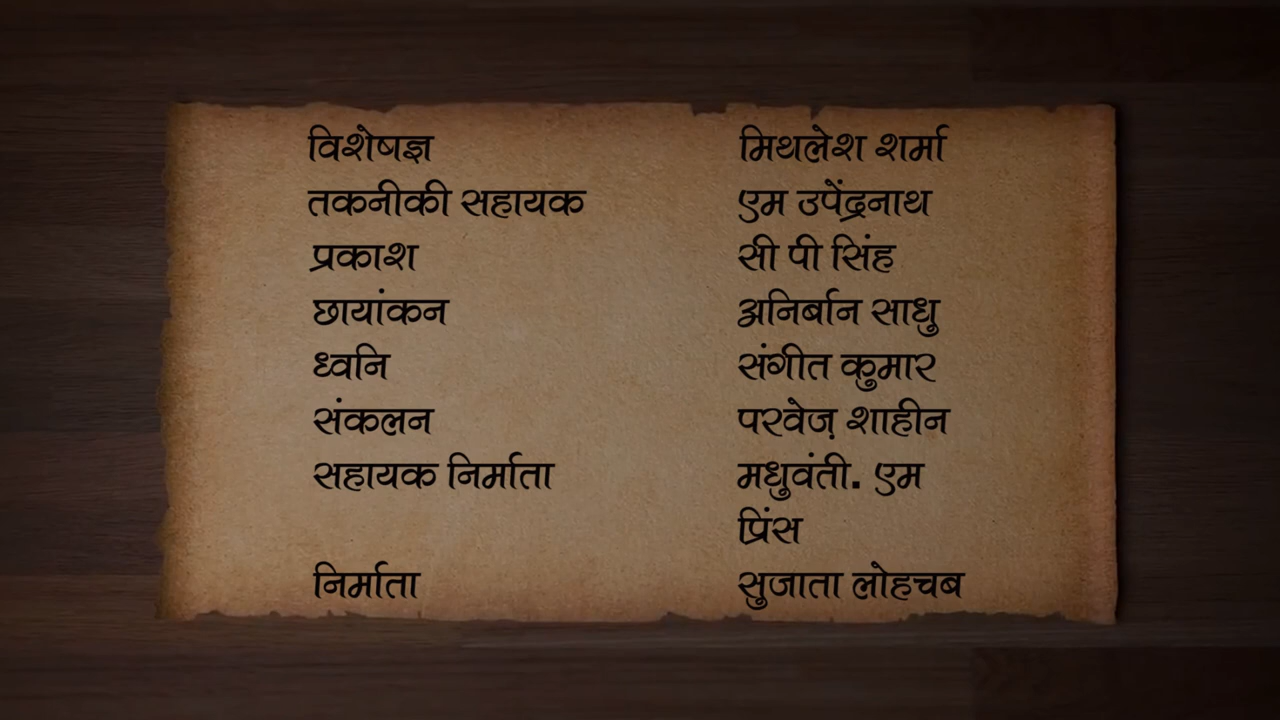 विशेषज्ञ मिथलेश शर्मा
तकनीकी सहायक एम उपेंद्रनाथ
प्रकाश सी पी सिंह
छायांकन अनिर्बान साधु
ध्वनि संगीत कुमार
संकलन परवेज़ शाहीन
सहायक निर्माता मधुवंती. एम
प्रिंस
निर्माता सुजाता लोहचब